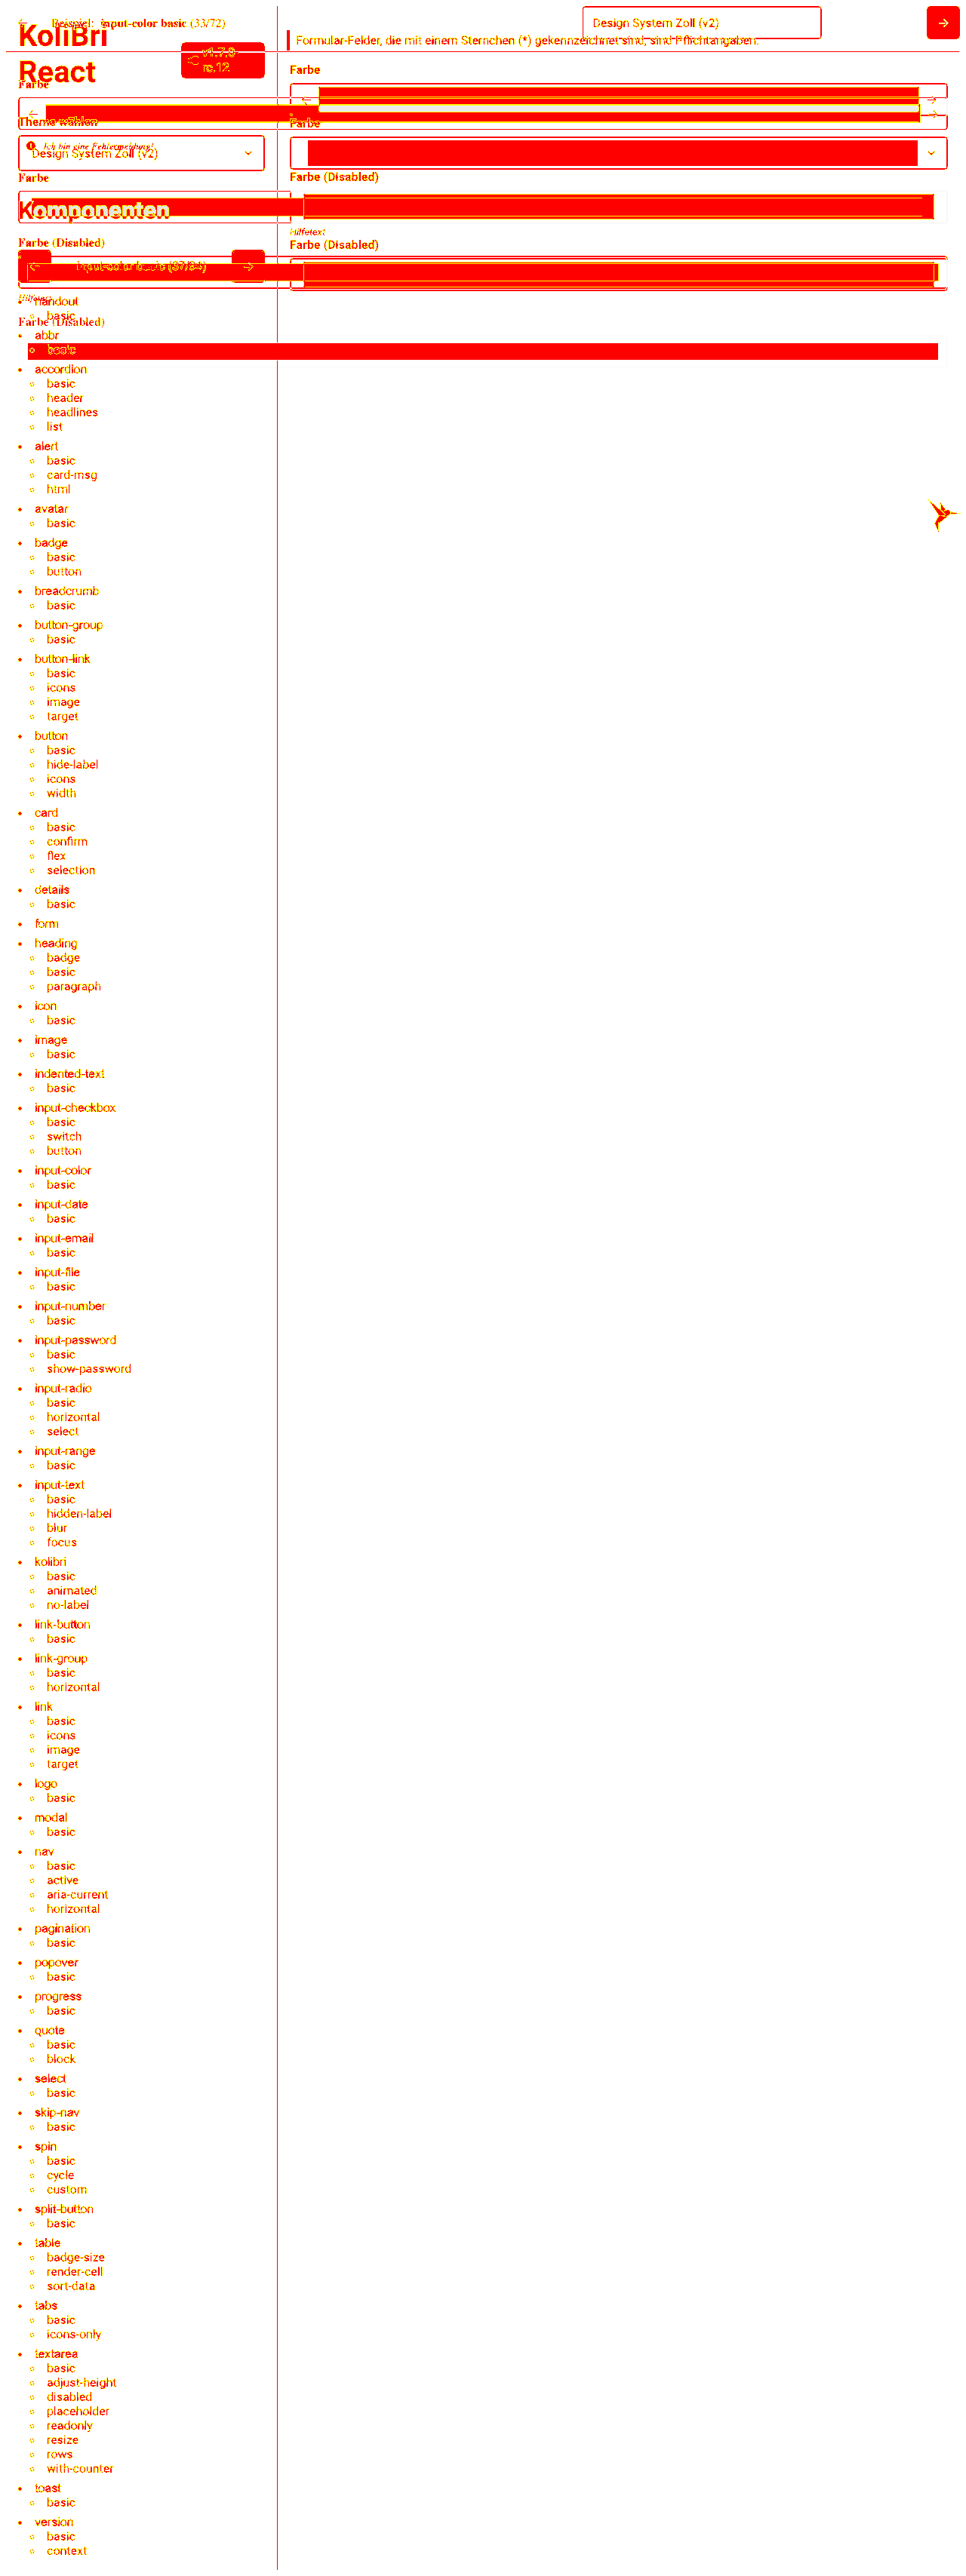 Beispiel: input-color basic (33/72)
Design System Zoll (v2)
KoliBri
React
v1.7.0
rc.12
Formular-Felder, die mit einem Sternchen (*) gekennzeichnet sind, sind Pflichtangaben.
Farbe
Farbe
Theme wählen
Farbe
Ich bin eine Fehlermeldung!
Design System Zoll (v2)
Farbe
Farbe (Disabled)
Komponenten
Hilfetext
Farbe (Disabled)
Farbe (Disabled)
Hilfetext
handout
basic
Farbe (Disabled)
abbr
basic
accordion
basic
header
headlines
list
alert
basic
card-msg
html
avatar
basic
badge
basic
button
breadcrumb
basic
button-group
basic
button-link
basic
icons
image
target
button
basic
hide-label
icons
width
card
basic
confirm
flex
selection
details
basic
form
heading
badge
basic
paragraph
icon
basic
image
basic
indented-text
basic
input-checkbox
basic
switch
button
input-color
basic
input-date
basic
input-email
basic
input-file
basic
input-number
basic
input-password
basic
show-password
input-radio
basic
horizontal
select
input-range
basic
input-text
basic
hidden-label
blur
focus
kolibri
basic
animated
no-label
link-button
basic
link-group
basic
horizontal
link
basic
icons
image
target
logo
basic
modal
basic
nav
basic
active
aria-current
horizontal
pagination
basic
popover
basic
progress
basic
quote
basic
block
select
basic
skip-nav
basic
spin
basic
cycle
custom
split-button
basic
table
badge-size
render-cell
sort-data
tabs
basic
icons-only
textarea
basic
adjust-height
disabled
placeholder
readonly
resize
rows
with-counter
toast
basic
version
basic
context